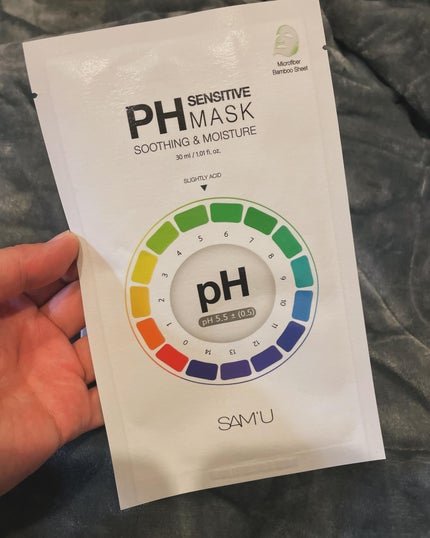 Microfiber
Bamboo Sheet
PH SENSITIVE
MASK
SOOTHING & MOISTURE
30 ml / 1.01 fl. oz.
SLIGHTLY ACID
0 1 2 3 4 5 6 7 8 9 10 11 12 13 14
pH
pH 5.5 ± (0.5)
SAM'U